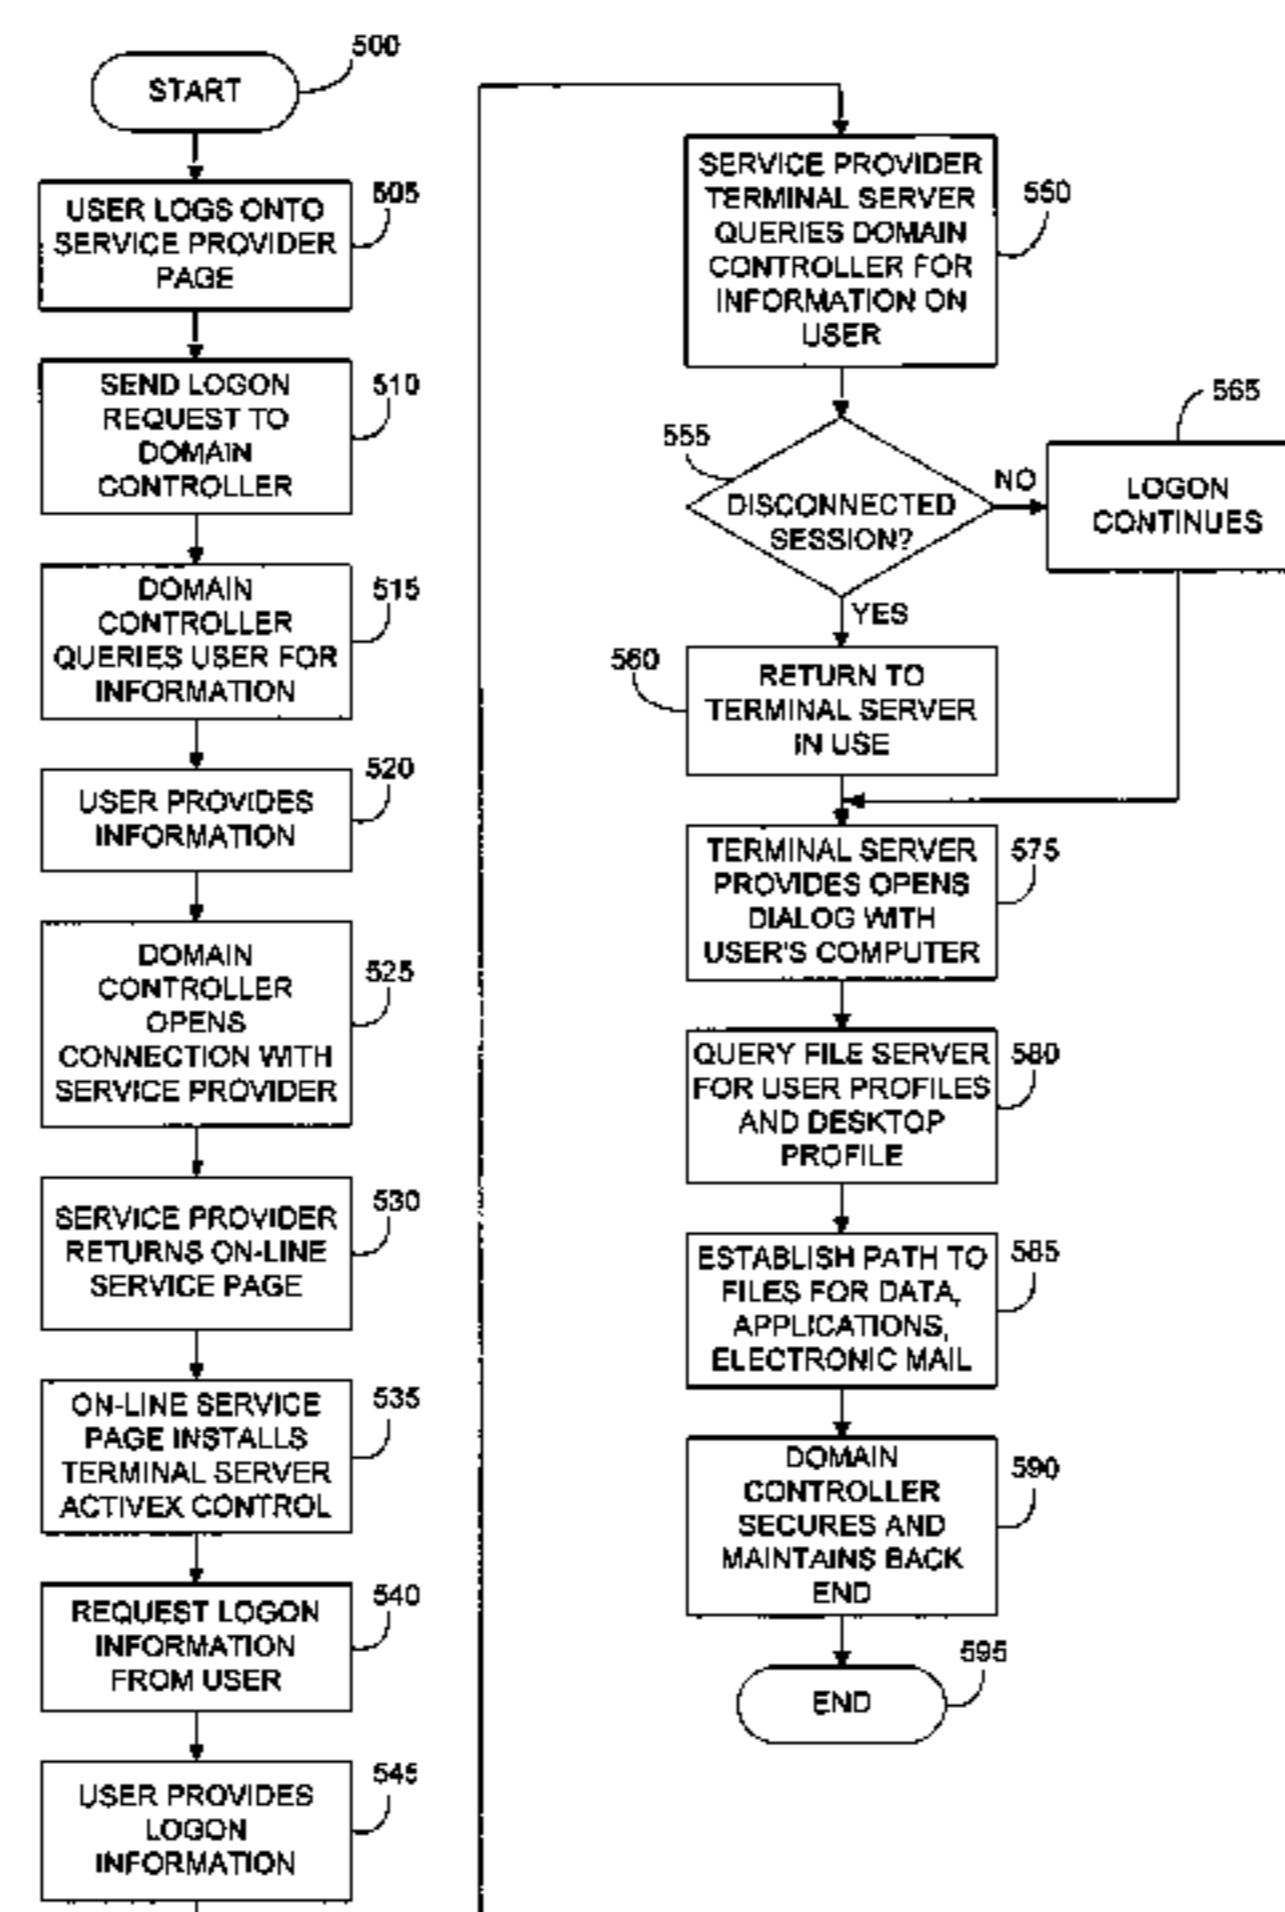 START
500
USER LOGS ONTO
SERVICE PROVIDER
PAGE
505
SEND LOGON
REQUEST TO
DOMAIN
CONTROLLER
510
DOMAIN
CONTROLLER
QUERIES USER FOR
INFORMATION
515
USER PROVIDES
INFORMATION
520
DOMAIN
CONTROLLER
OPENS
CONNECTION WITH
SERVICE PROVIDER
525
SERVICE PROVIDER
RETURNS ON-LINE
SERVICE PAGE
530
ON-LINE SERVICE
PAGE INSTALLS
TERMINAL SERVER
ACTIVEX CONTROL
535
REQUEST LOGON
INFORMATION
FROM USER
540
USER PROVIDES
LOGON
INFORMATION
545
SERVICE PROVIDER
TERMINAL SERVER
QUERIES DOMAIN
CONTROLLER FOR
INFORMATION ON
USER
550
555
DISCONNECTED
SESSION?
NO
565
LOGON
CONTINUES
YES
560
RETURN TO
TERMINAL SERVER
IN USE
TERMINAL SERVER
PROVIDES OPENS
DIALOG WITH
USER'S COMPUTER
575
QUERY FILE SERVER
FOR USER PROFILES
AND DESKTOP
PROFILE
580
ESTABLISH PATH TO
FILES FOR DATA,
APPLICATIONS,
ELECTRONIC MAIL
585
DOMAIN
CONTROLLER
SECURES AND
MAINTAINS BACK
END
590
END
595